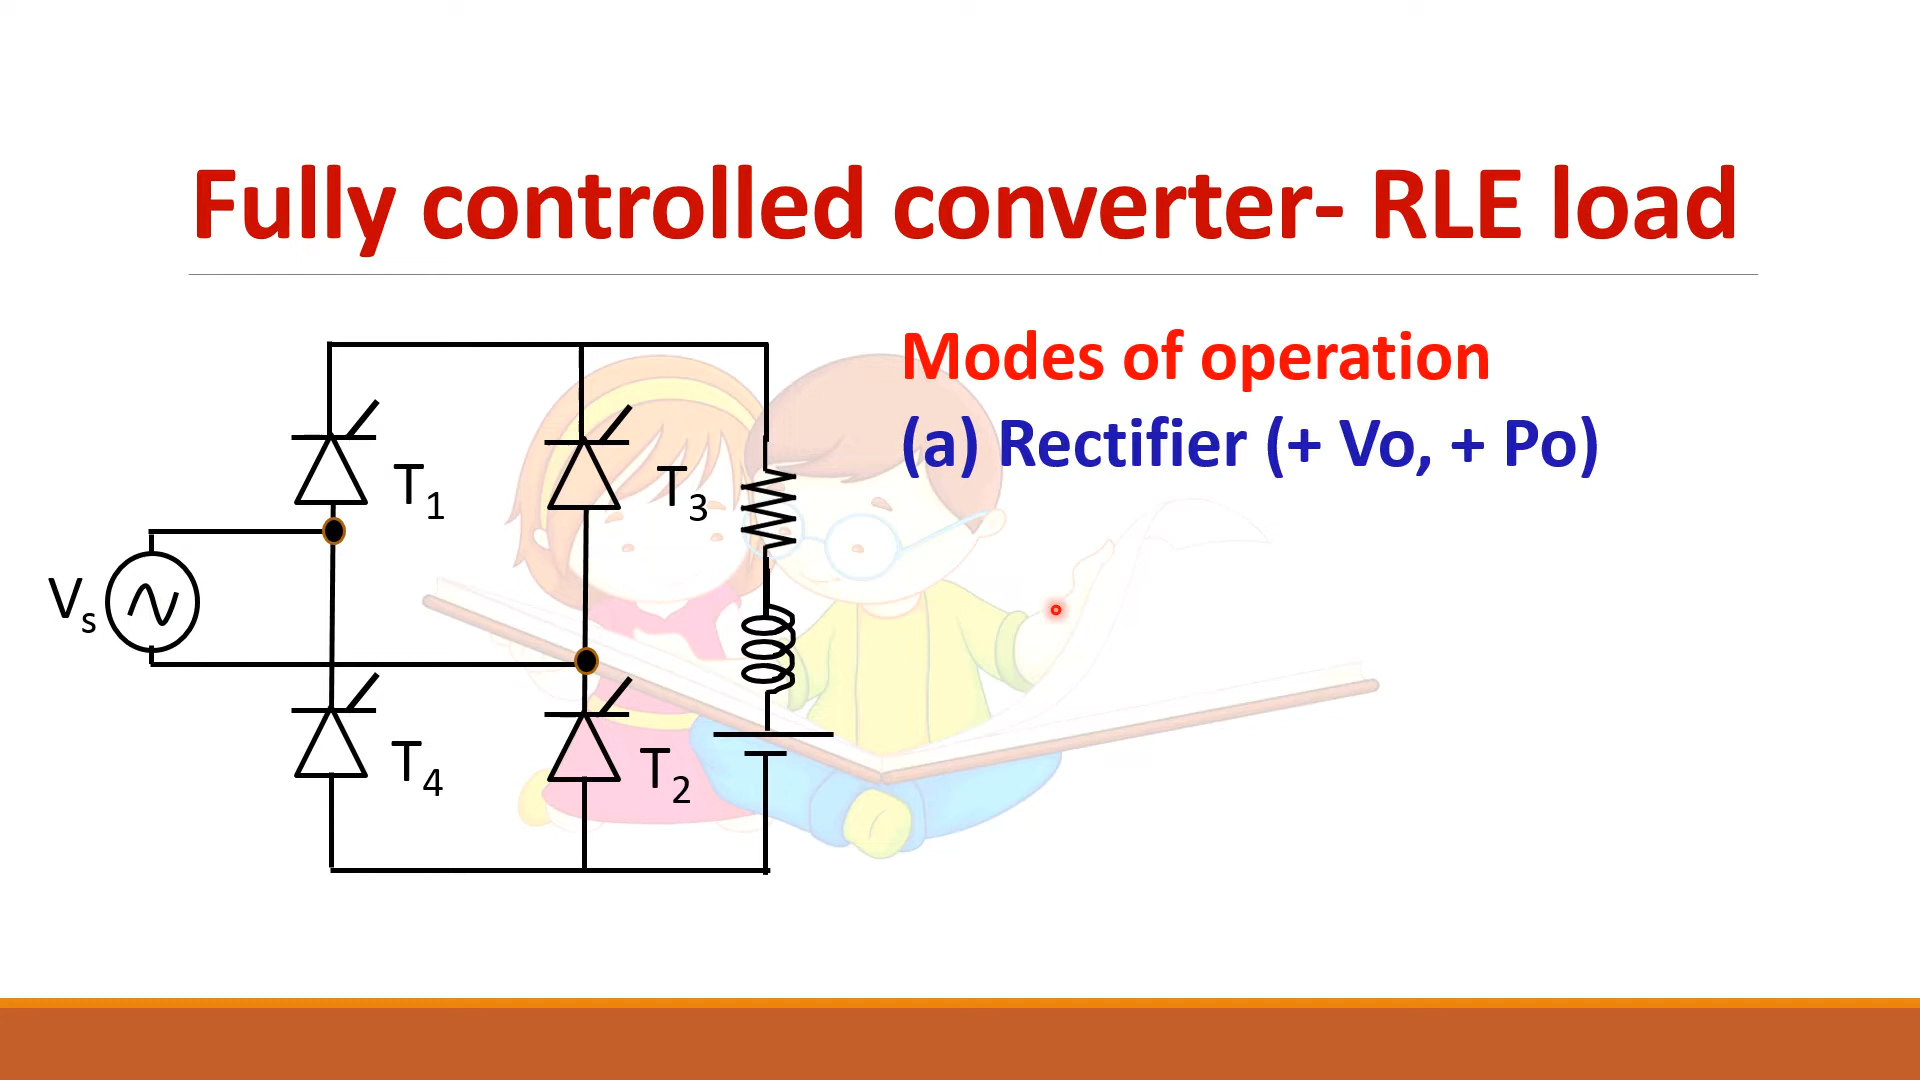 Fully controlled converter- RLE load
Modes of operation
(a) Rectifier (+ Vo, + Po)
T1
T3
Vs
T4
T2